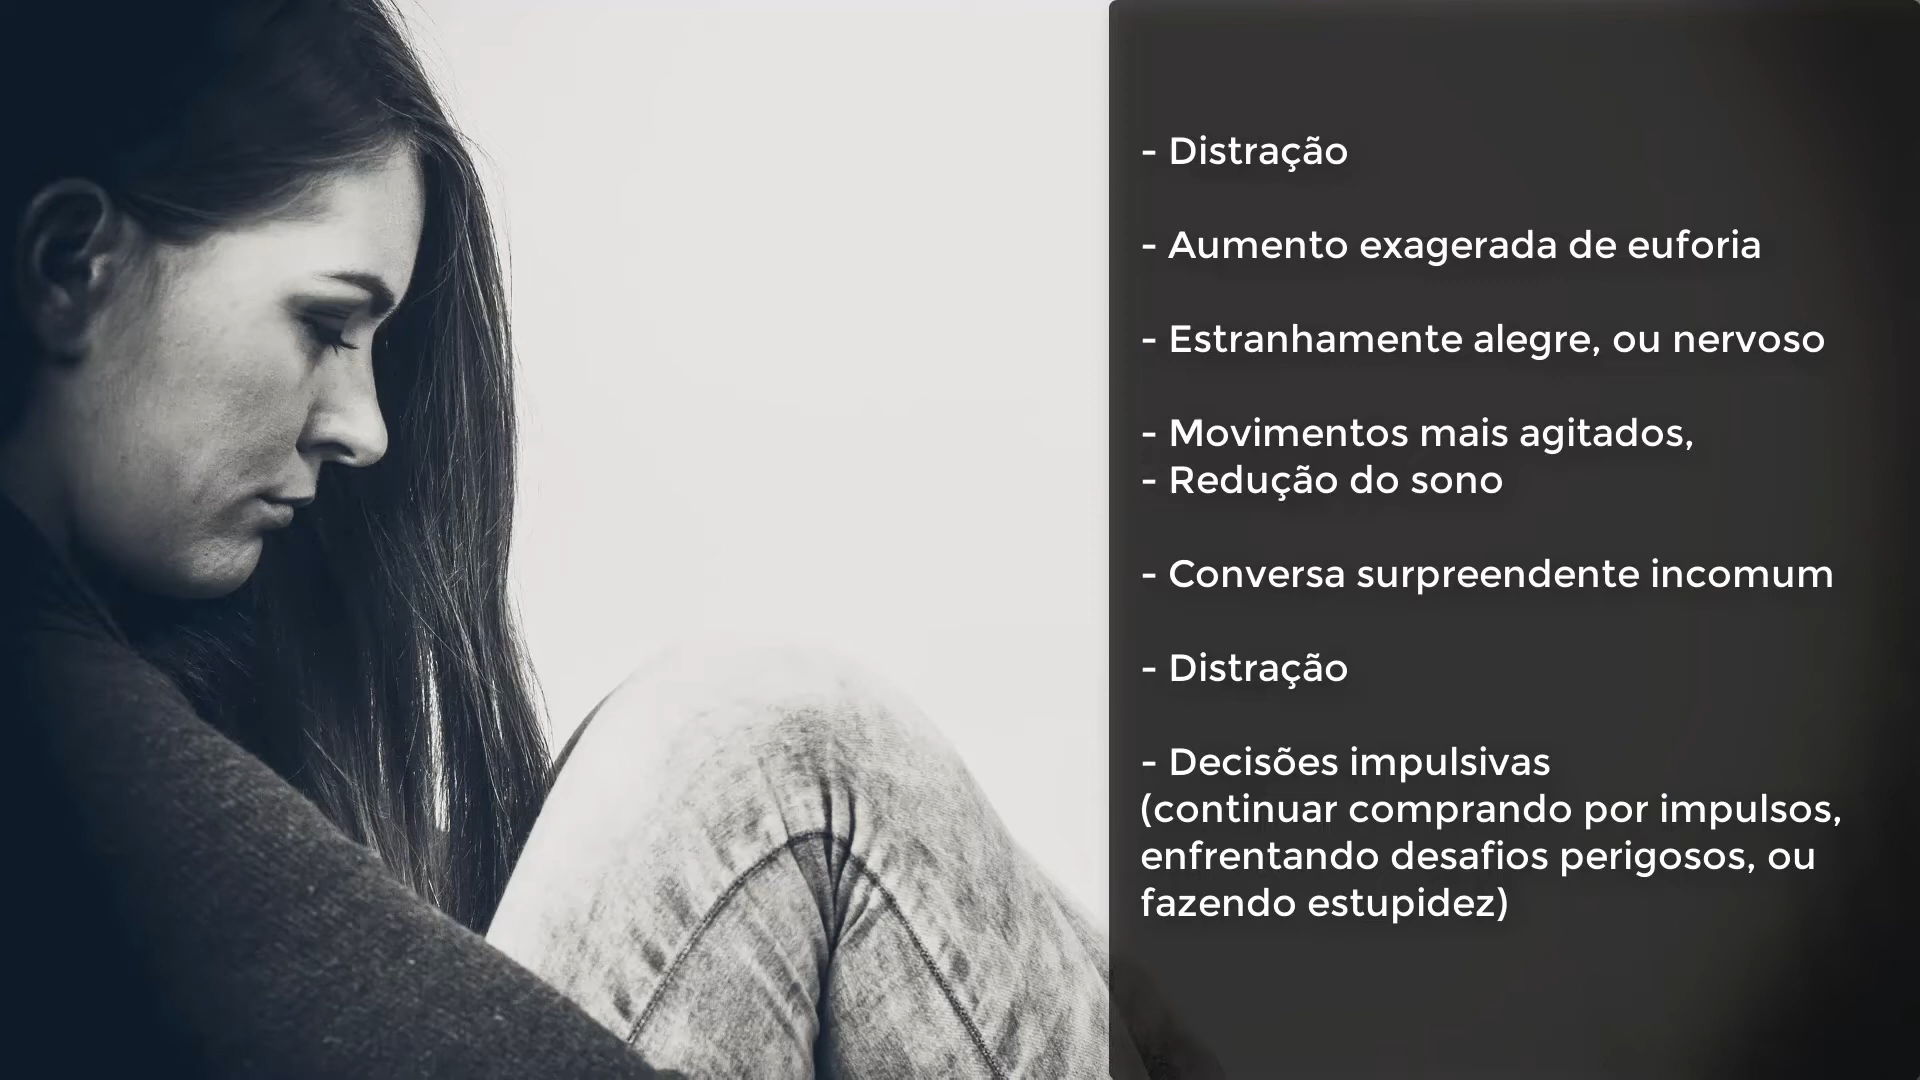 - Distração
- Aumento exagerada de euforia
- Estranhamente alegre, ou nervoso
- Movimentos mais agitados,
- Redução do sono
- Conversa surpreendente incomum
- Distração
- Decisões impulsivas
(continuar comprando por impulsos,
enfrentando desafios perigosos, ou
fazendo estupidez)